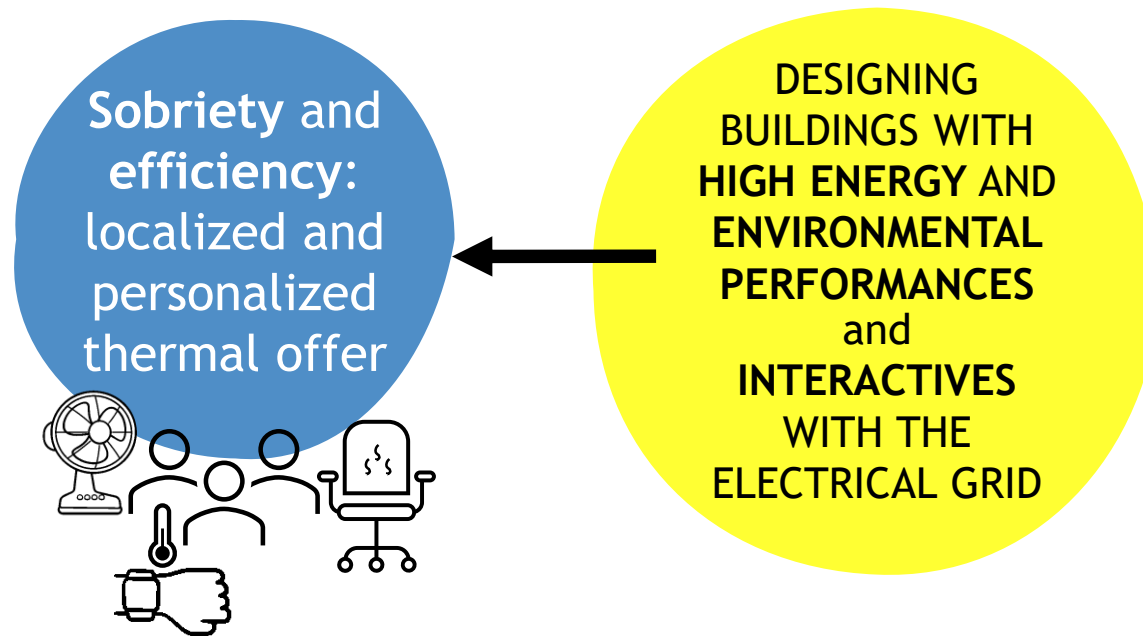 Sobriety and
efficiency:
localized and
personalized
thermal offer
DESIGNING
BUILDINGS WITH
HIGH ENERGY AND
ENVIRONMENTAL
PERFORMANCES
and
INTERACTIVES
WITH THE
ELECTRICAL GRID